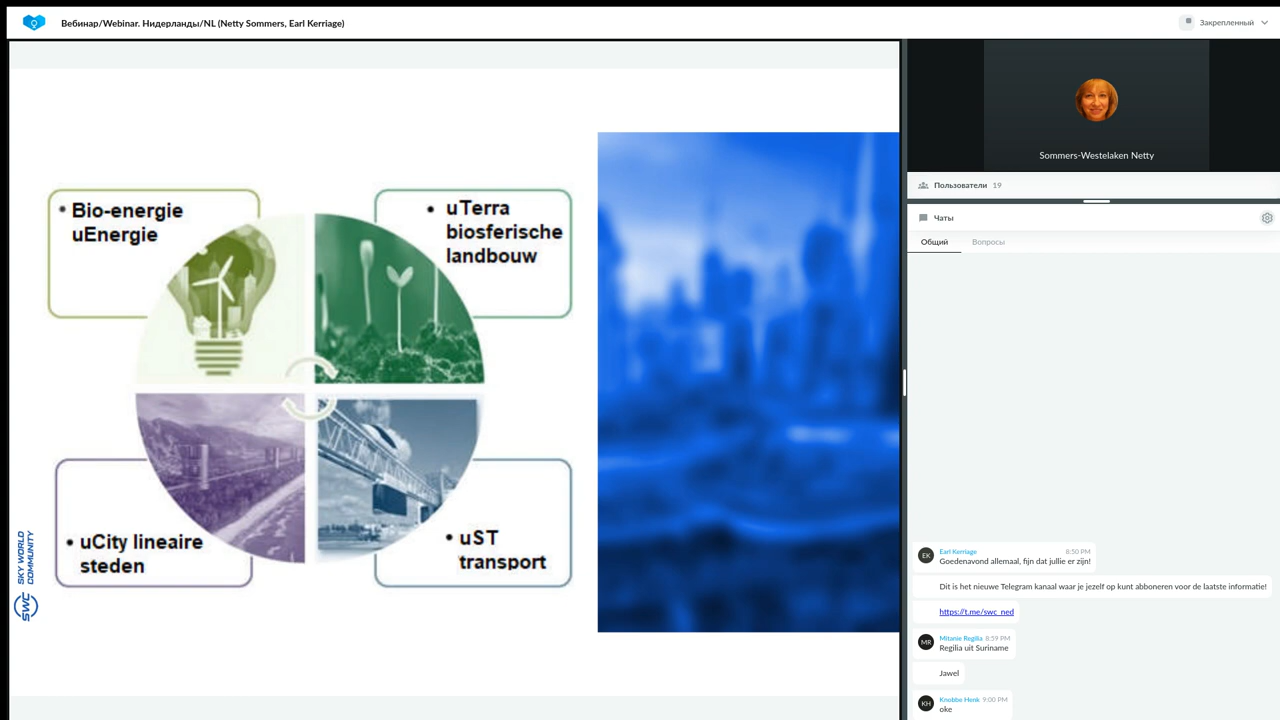 Вебинар/Webinar. Нидерланды/NL (Netty Sommers, Earl Kerriage)
Закрепленный
• Bio-energie
uEnergie
• uTerra
biosferische
landbouw
• uCity lineaire
steden
• uST
transport
SKY WORLD
COMMUNITY
SWC
Sommers-Westelaken Netty
Пользователи 19
Чаты
Общий Вопросы
EK
Earl Kerriage 8:50 PM
Goedenavond allemaal, fijn dat jullie er zijn!
Dit is het nieuwe Telegram kanaal waar je jezelf op kunt abboneren voor de laatste informatie!
https://t.me/swc_ned
MR
Mitanie Regilia 8:59 PM
Regilia uit Suriname
Jawel
KH
Knobbe Henk 9:00 PM
oke